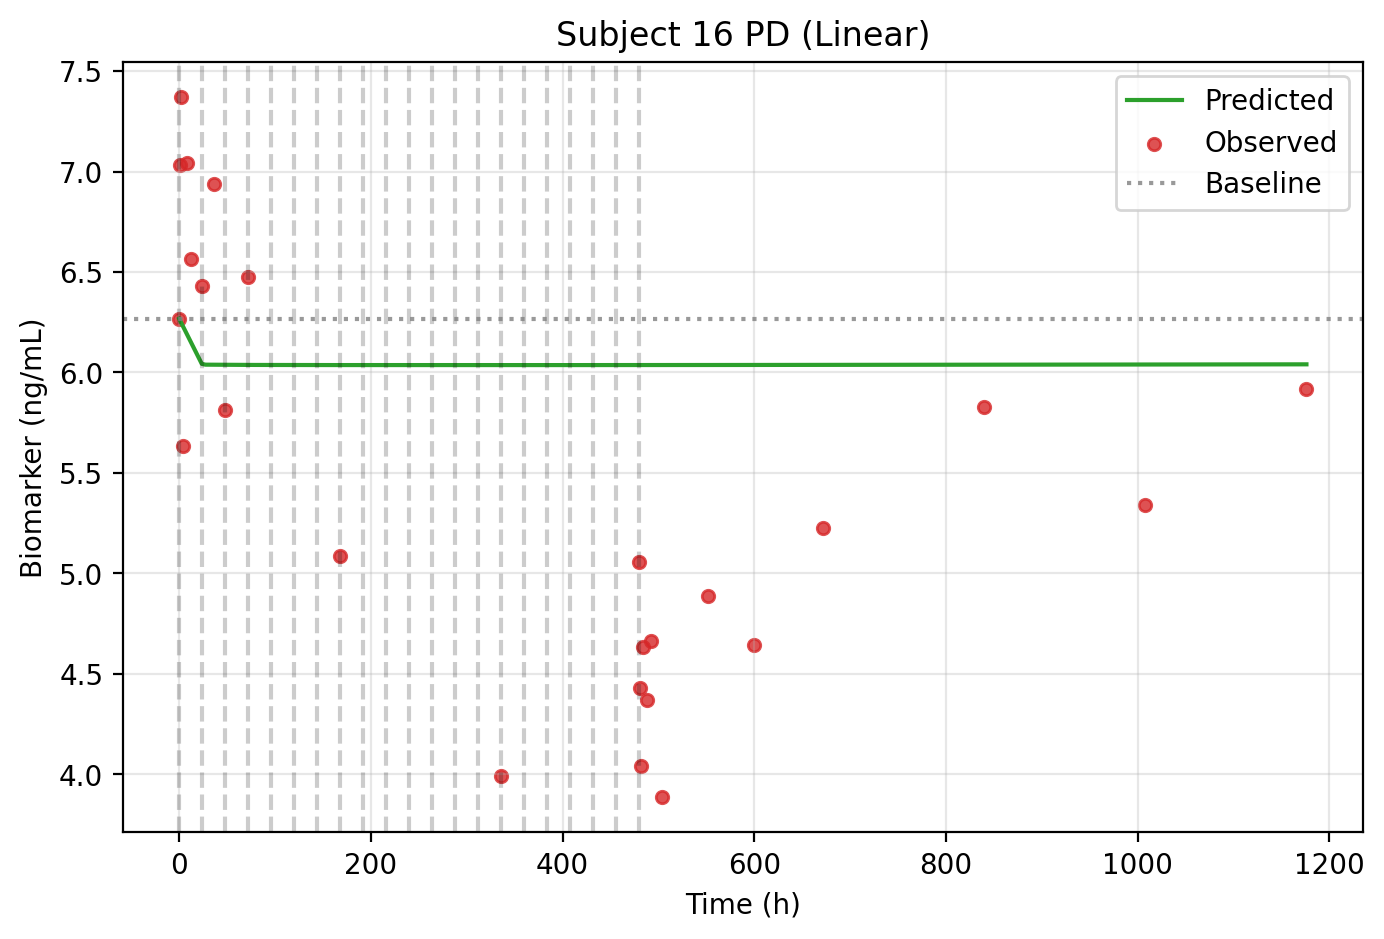 Subject 16 PD (Linear)
7.5
7.0
6.5
6.0
5.5
5.0
4.5
4.0
Biomarker (ng/mL)
Predicted
Observed
Baseline
0 200 400 600 800 1000 1200
Time (h)